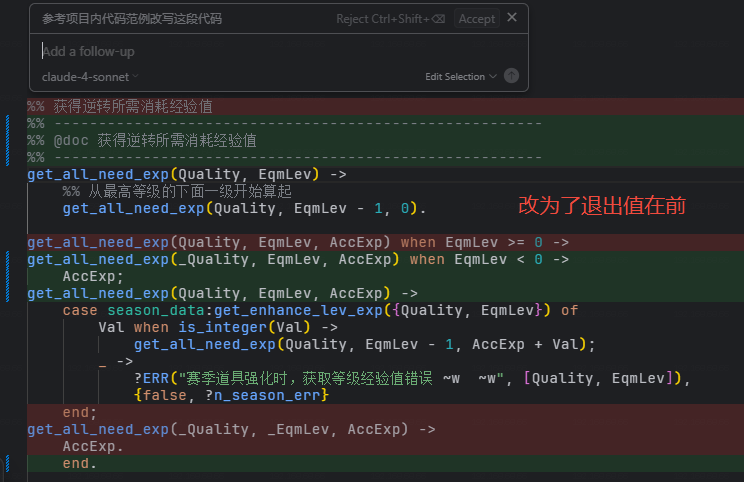 参考项目内代码范例改写这段代码 Reject Ctrl+Shift+⌫ Accept ✕
Add a follow-up
claude-4-sonnet Edit Selection
%% 获得逆转所需消耗经验值
%% -------------------------------------------------------
%% @doc 获得逆转所需消耗经验值
%% -------------------------------------------------------
get_all_need_exp(Quality, EqmLev) ->
%% 从最高等级的下面一级开始算起
get_all_need_exp(Quality, EqmLev - 1, 0).
改为了退出值在前
get_all_need_exp(Quality, EqmLev, AccExp) when EqmLev >= 0 ->
get_all_need_exp(_Quality, EqmLev, AccExp) when EqmLev < 0 ->
AccExp;
get_all_need_exp(Quality, EqmLev, AccExp) ->
case season_data:get_enhance_lev_exp({Quality, EqmLev}) of
Val when is_integer(Val) ->
get_all_need_exp(Quality, EqmLev - 1, AccExp + Val);
_ ->
?ERR("赛季道具强化时，获取等级经验值错误 ~w  ~w", [Quality, EqmLev]),
{false, ?n_season_err}
end;
get_all_need_exp(_Quality, _EqmLev, AccExp) ->
AccExp.
end.